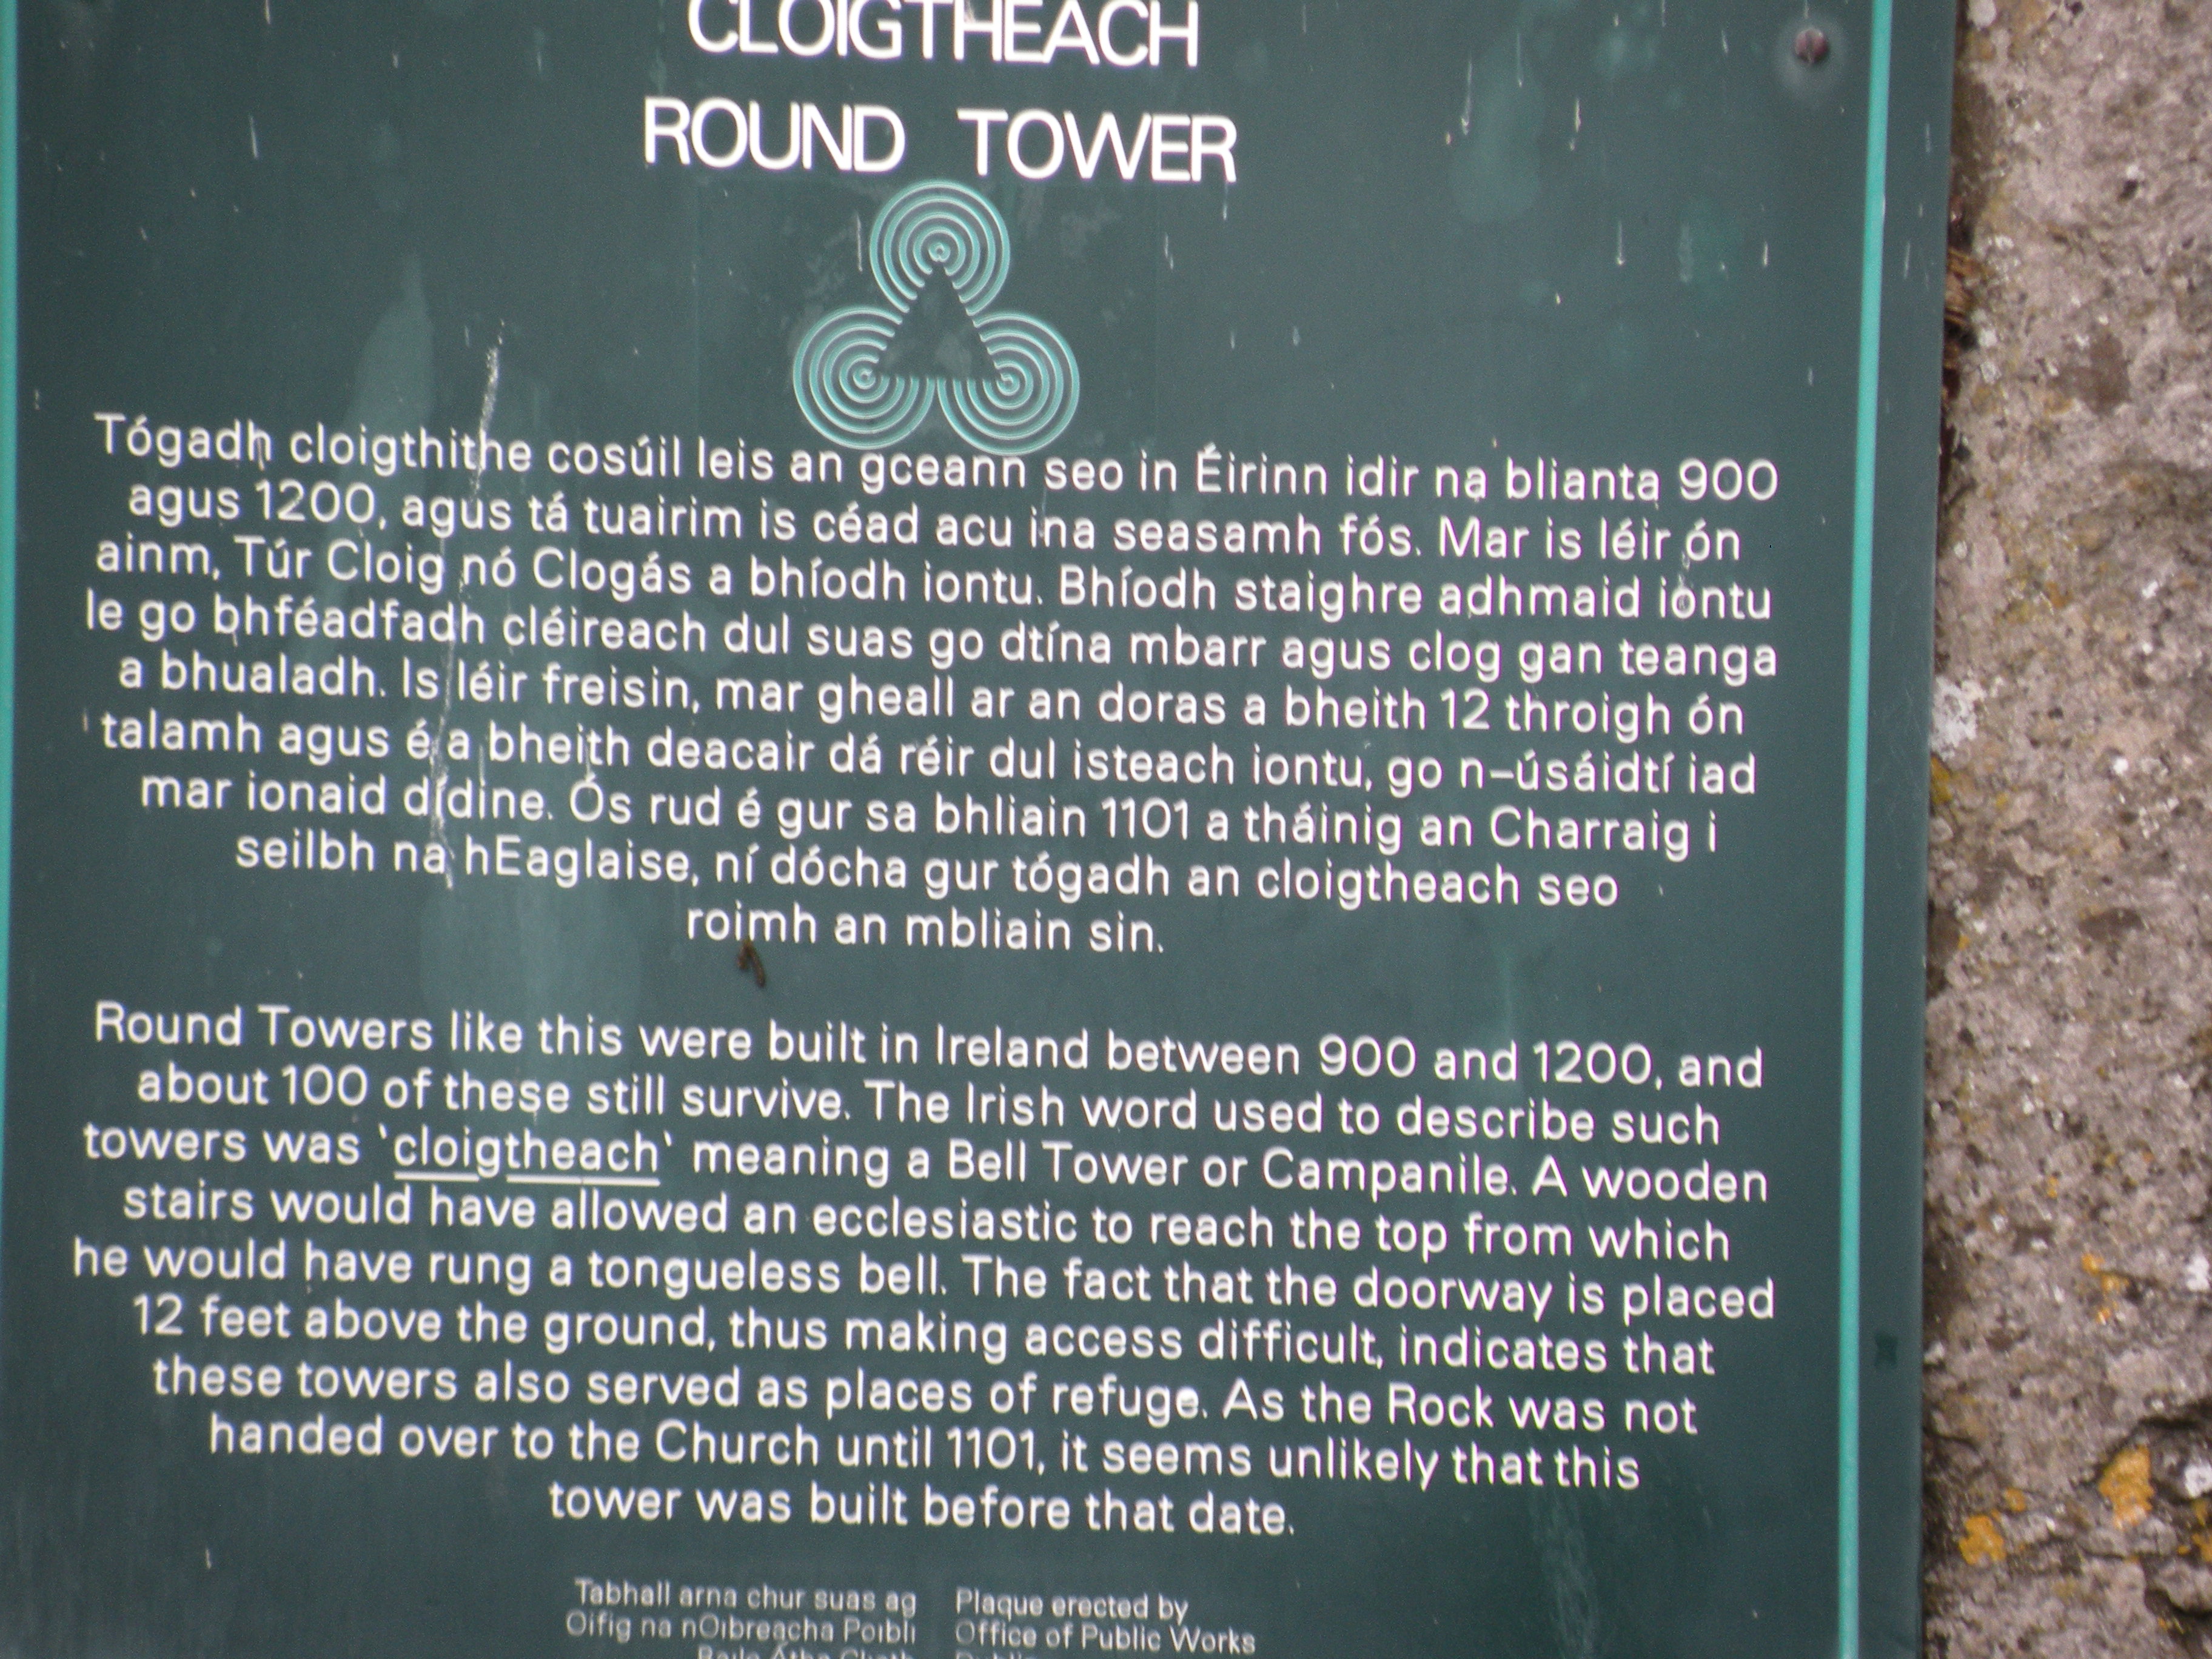 CLOIGTHEACH
ROUND TOWER
Tógadh cloigthithe cosúil leis an gceann seo in Éirinn idir na blianta 900
agus 1200, agus tá tuairim is céad acu ina seasamh fós. Mar is léir ón
ainm, Túr Cloig nó Clogás a bhíodh iontu. Bhíodh staighre adhmaid iontu
le go bhféadfadh cléireach dul suas go dtína mbarr agus clog gan teanga
a bhualadh. Is léir freisin, mar gheall ar an doras a bheith 12 throigh ón
talamh agus é a bheith deacair dá réir dul isteach iontu, go n-úsáidtí iad
mar ionaid dídine. Ós rud é gur sa bhliain 1101 a tháinig an Charraig i
seilbh na hEaglaise, ní dócha gur tógadh an cloigtheach seo
roimh an mbliain sin.
Round Towers like this were built in Ireland between 900 and 1200, and
about 100 of these still survive. The Irish word used to describe such
towers was 'cloigtheach' meaning a Bell Tower or Campanile. A wooden
stairs would have allowed an ecclesiastic to reach the top from which
he would have rung a tongueless bell. The fact that the doorway is placed
12 feet above the ground, thus making access difficult, indicates that
these towers also served as places of refuge. As the Rock was not
handed over to the Church until 1101, it seems unlikely that this
tower was built before that date.
Tabhall arna chur suas ag
Oifig na nOibreacha Poibli
Plaque erected by
Office of Public Works